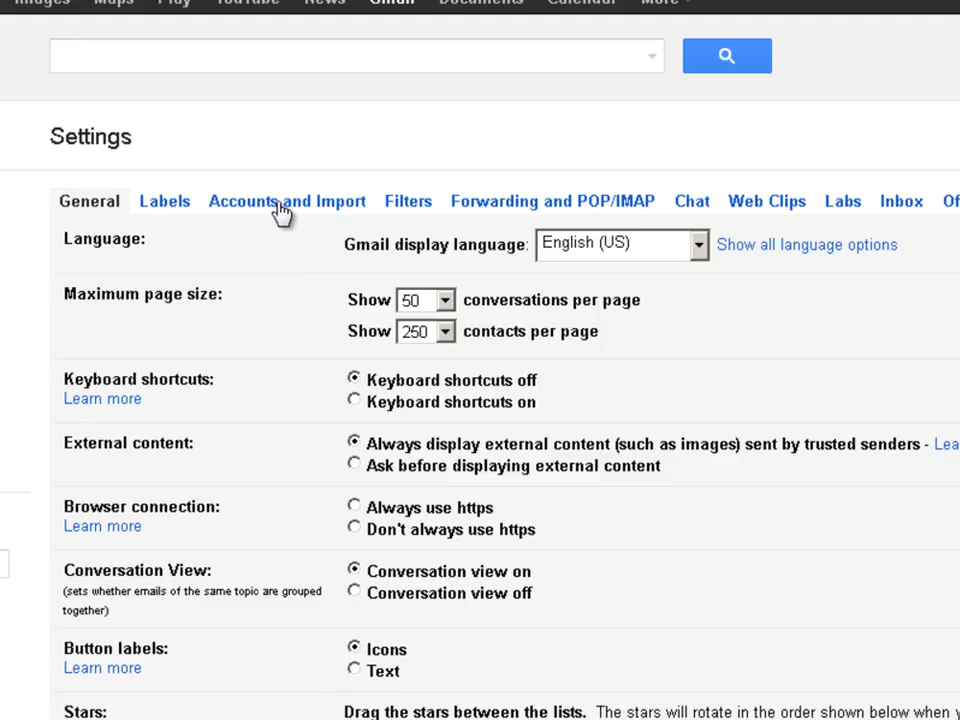 Images Maps Play YouTube News Gmail Documents Calendar More
Settings
General Labels Accounts and Import Filters Forwarding and POP/IMAP Chat Web Clips Labs Inbox Of
Language: Gmail display language: English (US) Show all language options
Maximum page size: Show 50 conversations per page
Show 250 contacts per page
Keyboard shortcuts: Keyboard shortcuts off
Learn more Keyboard shortcuts on
External content: Always display external content (such as images) sent by trusted senders - Lea
Ask before displaying external content
Browser connection: Always use https
Learn more Don't always use https
Conversation View: Conversation view on
(sets whether emails of the same topic are grouped Conversation view off
together)
Button labels: Icons
Learn more Text
Stars: Drag the stars between the lists. The stars will rotate in the order shown below when y